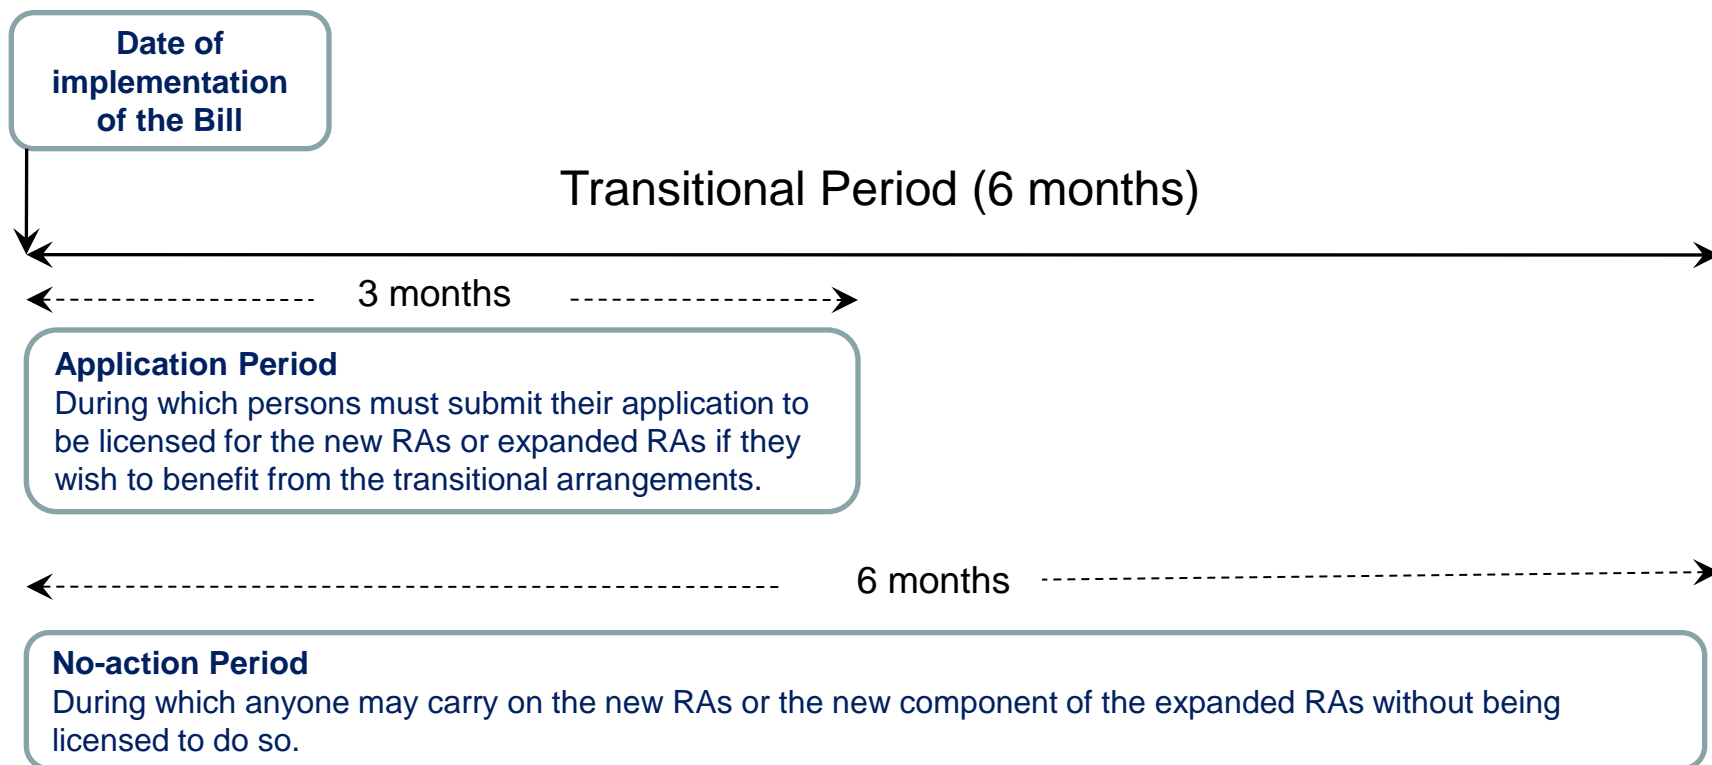 Date of
implementation
of the Bill
Transitional Period (6 months)
3 months
Application Period
During which persons must submit their application to
be licensed for the new RAs or expanded RAs if they
wish to benefit from the transitional arrangements.
6 months
No-action Period
During which anyone may carry on the new RAs or the new component of the expanded RAs without being
licensed to do so.